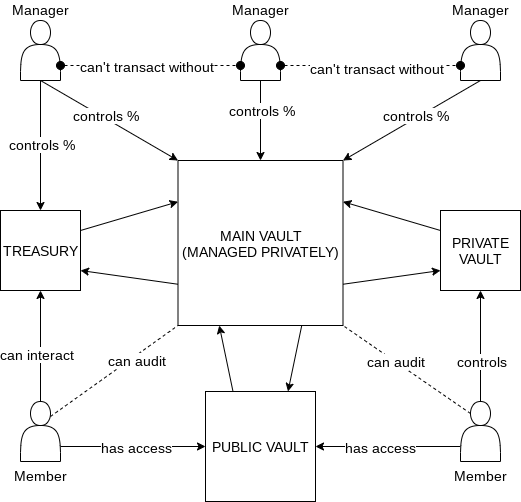 Manager
Manager
Manager
can't transact without
can't transact without
controls %
controls %
controls %
controls %
TREASURY
MAIN VAULT
(MANAGED PRIVATELY)
PRIVATE
VAULT
can interact
can audit
can audit
controls
has access
PUBLIC VAULT
has access
Member
Member